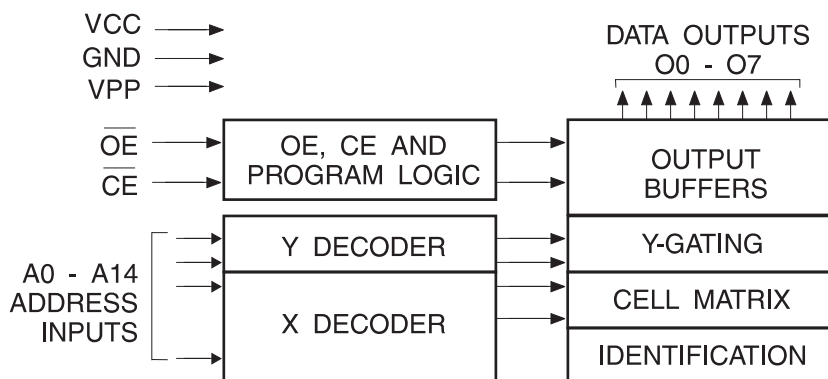 VCC
GND
VPP
OE
CE
OE, CE AND
PROGRAM LOGIC
DATA OUTPUTS
O0 - O7
OUTPUT
BUFFERS
A0 - A14
ADDRESS
INPUTS
Y DECODER
X DECODER
Y-GATING
CELL MATRIX
IDENTIFICATION